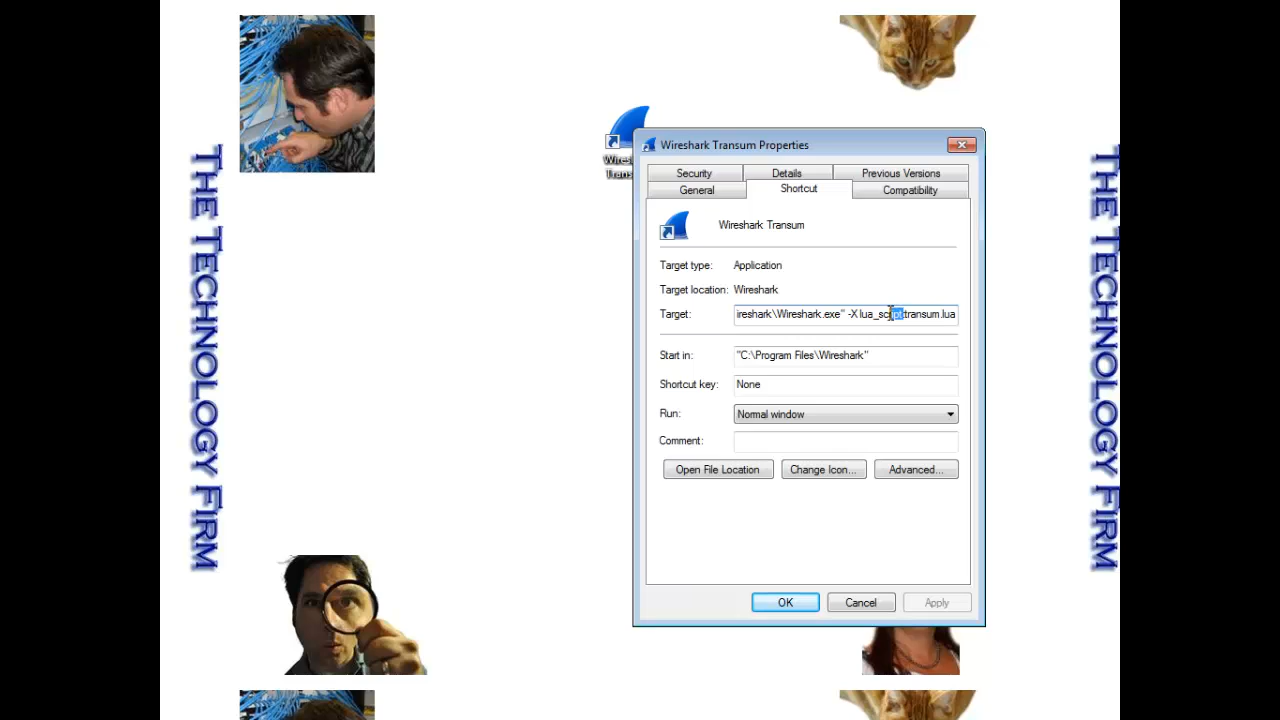 THE TECHNOLOGY FIRM
Wireshark Transum Properties
Security
Details
Previous Versions
General
Shortcut
Compatibility
Wireshark Transum
Target type:
Application
Target location:
Wireshark
Target:
ireshark\Wireshark.exe" -X lua_script:transum.lua
Start in:
"C:\Program Files\Wireshark"
Shortcut key:
None
Run:
Normal window
Comment:
Open File Location
Change Icon...
Advanced...
OK
Cancel
Apply
THE TECHNOLOGY FIRM